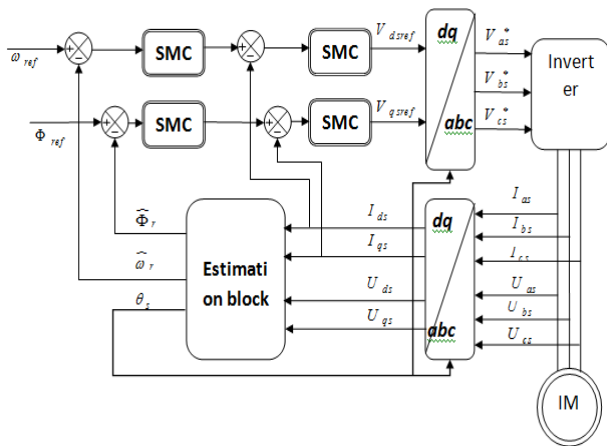 ω ref
+
−
SMC
+
−
SMC
V dsref
dq
V as *
Invert
er
V bs *
Φ ref
+
−
SMC
+
−
SMC
V qsref
abc
V cs *
Φ̂ r
ω̂ r
θ s
Estimati
on block
I ds
I qs
U ds
U qs
dq
abc
I as
I bs
I cs
U as
U bs
U cs
IM